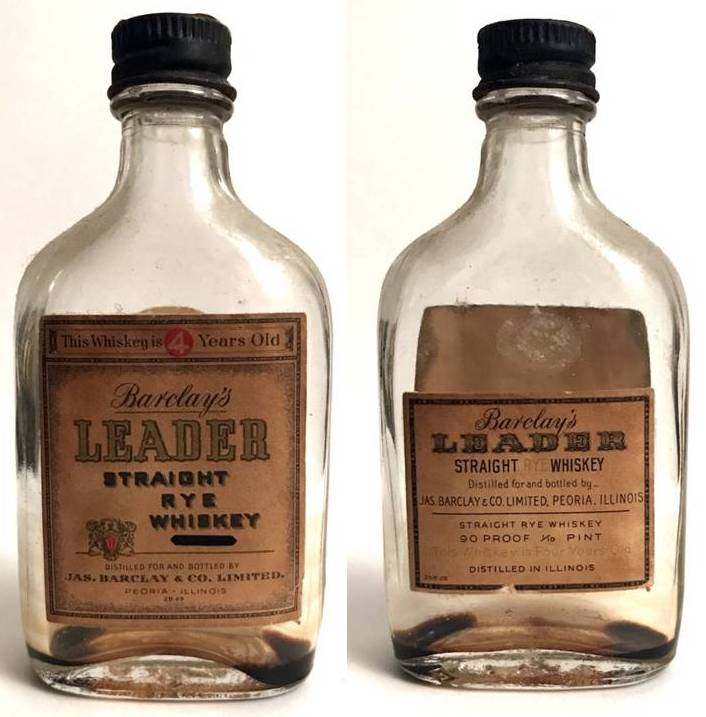 This Whiskey is 4 Years Old
Barclay's
LEADER
STRAIGHT
RYE
WHISKEY
DISTILLED FOR AND BOTTLED BY
JAS. BARCLAY & CO. LIMITED.
PEORIA - ILLINOIS
Barclay's
LEADER
STRAIGHT RYE WHISKEY
Distilled for and bottled by
JAS. BARCLAY & CO. LIMITED, PEORIA, ILLINOIS
STRAIGHT RYE WHISKEY
90 PROOF 1/10 PINT
This Whiskey is Four Years Old
DISTILLED IN ILLINOIS